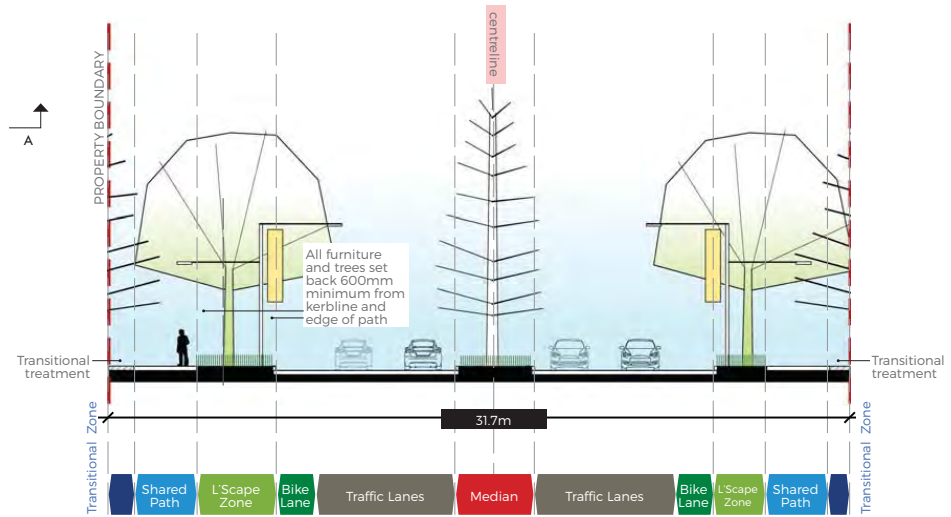 centreline
PROPERTY BOUNDARY
A
All furniture
and trees set
back 600mm
minimum from
kerbline and
edge of path
Transitional
treatment
Transitional
treatment
31.7m
Transitional Zone
Transitional Zone
Shared
Path
L'Scape
Zone
Bike
Lane
Traffic Lanes
Median
Traffic Lanes
Bike
Lane
L'Scape
Zone
Shared
Path